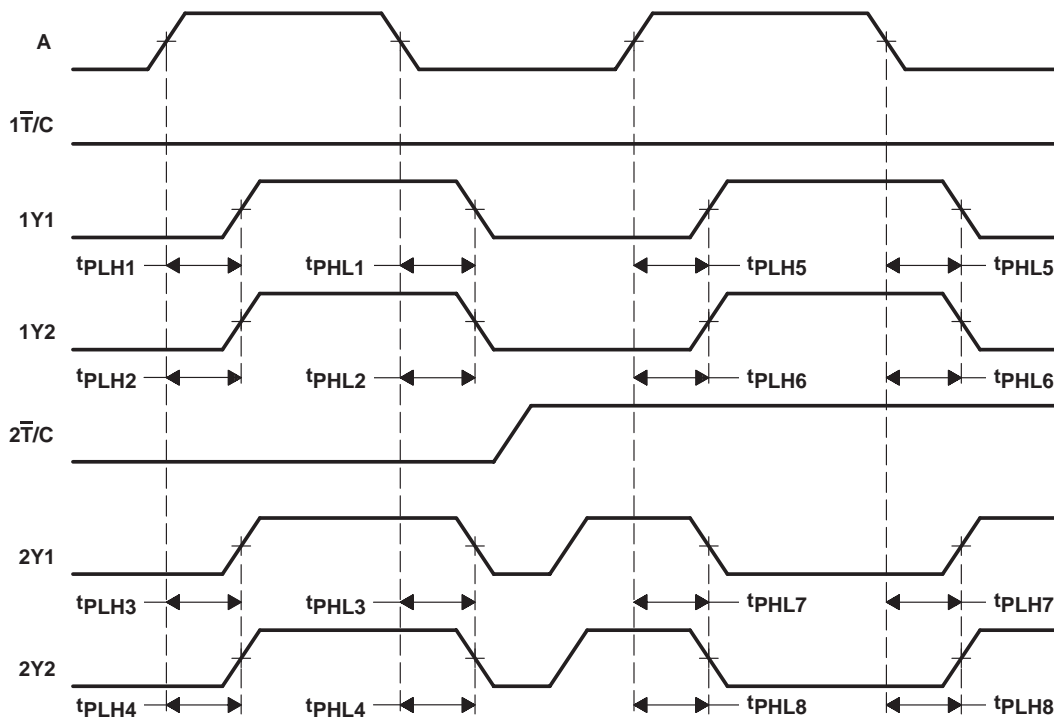 A
1T̅/C
1Y1
tPLH1 tPHL1 tPLH5 tPHL5
1Y2
tPLH2 tPHL2 tPLH6 tPHL6
2T̅/C
2Y1
tPLH3 tPHL3 tPHL7 tPLH7
2Y2
tPLH4 tPHL4 tPHL8 tPLH8